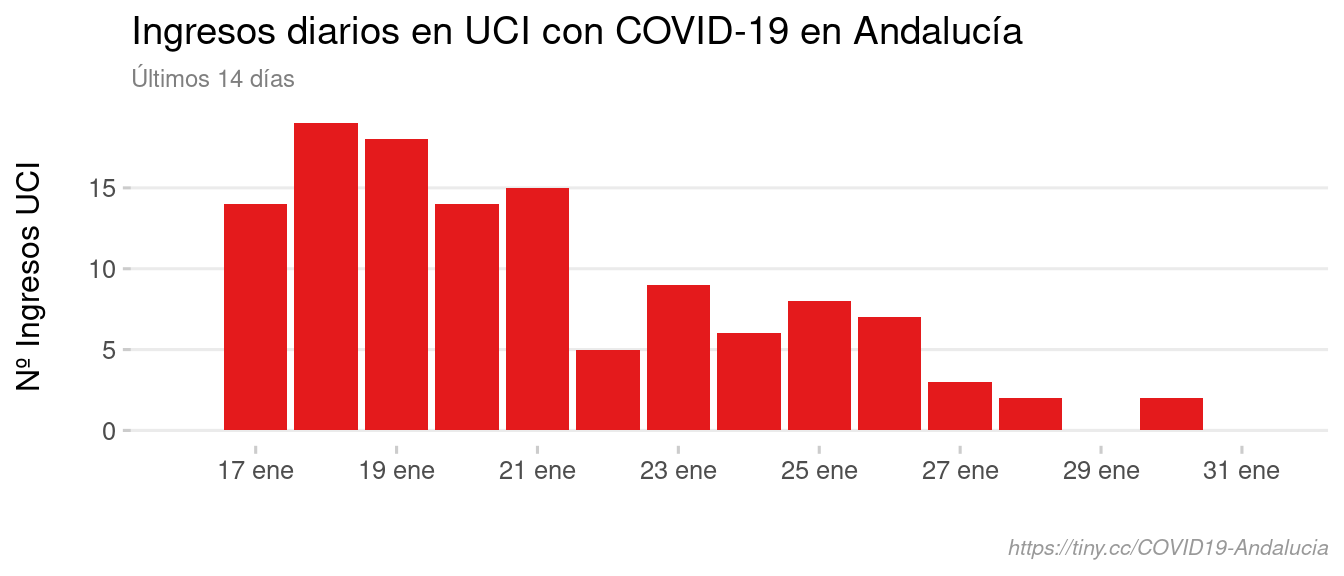 Ingresos diarios en UCI con COVID-19 en Andalucía
Últimos 14 días
Nº Ingresos UCI
15
10
5
0
17 ene 19 ene 21 ene 23 ene 25 ene 27 ene 29 ene 31 ene
https://tiny.cc/COVID19-Andalucia